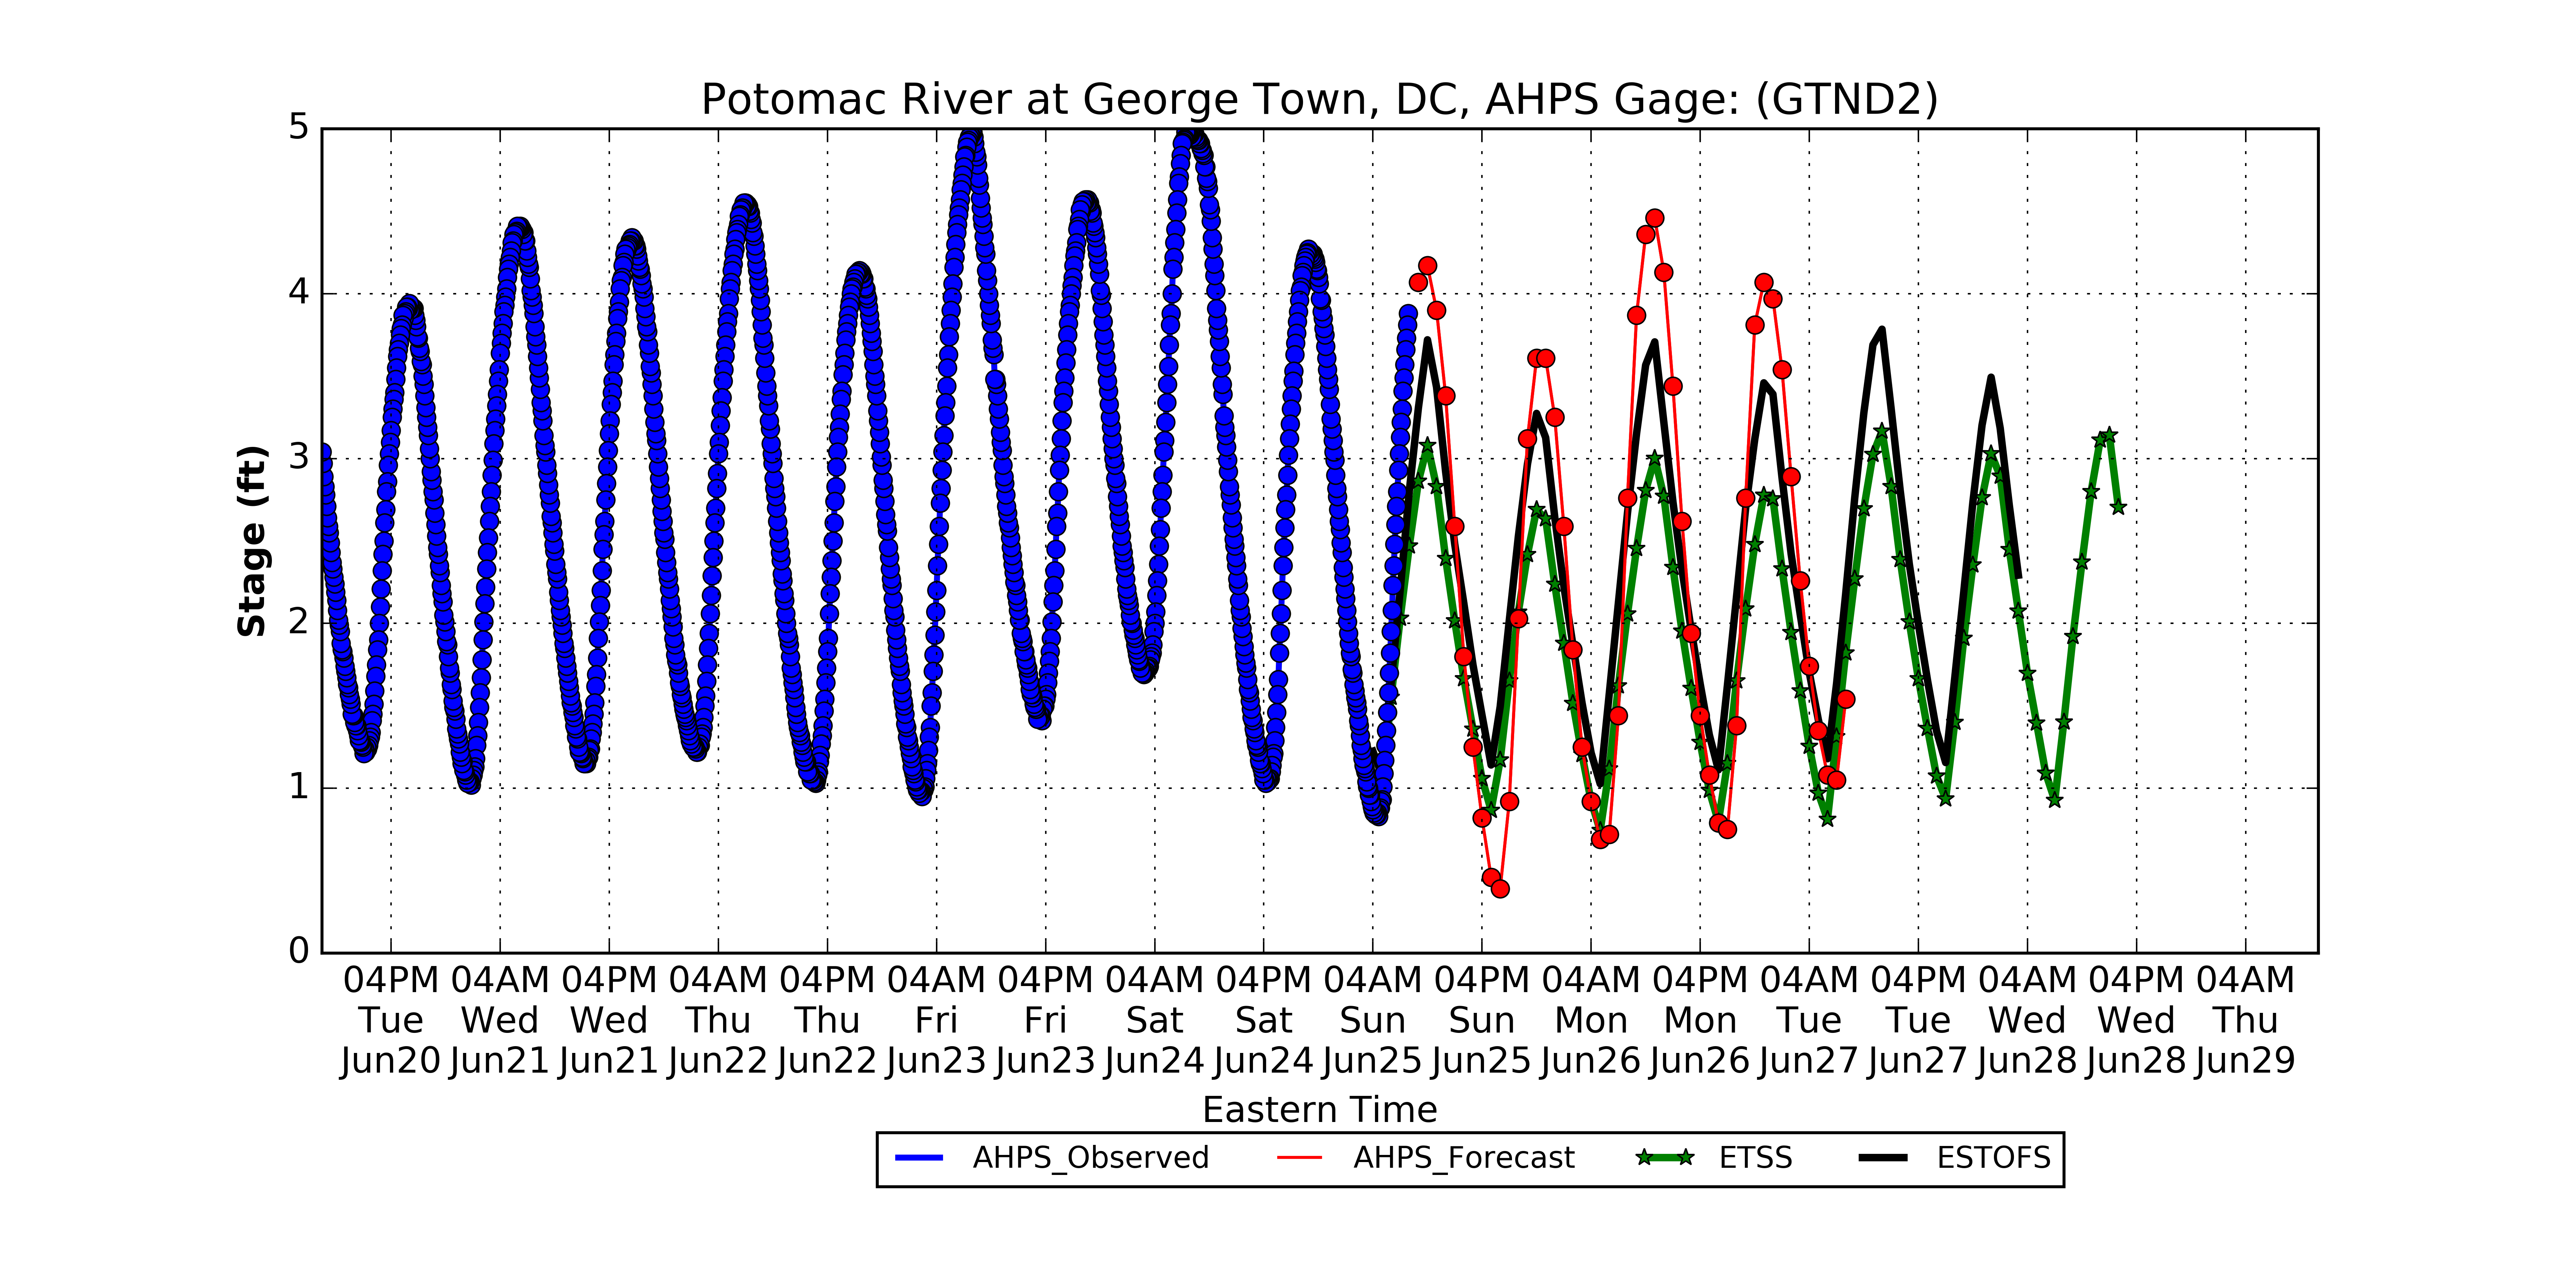 Potomac River at George Town, DC, AHPS Gage: (GTND2)
5
4
3
2
1
0
Stage (ft)
04PM 04AM 04PM 04AM 04PM 04AM 04PM 04AM 04PM 04AM 04PM 04AM 04PM 04AM 04PM 04AM 04PM 04AM
Tue Wed Wed Thu Thu Fri Fri Sat Sat Sun Sun Mon Mon Tue Tue Wed Wed Thu
Jun20 Jun21 Jun21 Jun22 Jun22 Jun23 Jun23 Jun24 Jun24 Jun25 Jun25 Jun26 Jun26 Jun27 Jun27 Jun28 Jun28 Jun29
Eastern Time
AHPS_Observed AHPS_Forecast ETSS ESTOFS